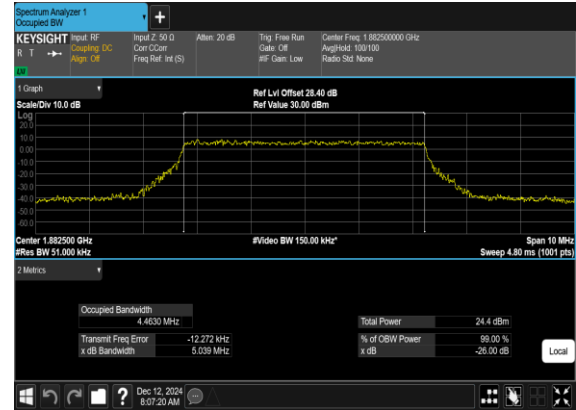 Spectrum Analyzer 1
Occupied BW
+
KEYSIGHT Input: RF Input Z: 50 Ω Atten: 20 dB Trig: Free Run Center Freq: 1.882500000 GHz
R T Coupling: DC Corr CCorr Gate: Off Avg|Hold: 100/100
Align: Off Freq Ref: Int (S) #IF Gain: Low Radio Std: None
1 Graph Ref Lvl Offset 28.40 dB
Scale/Div 10.0 dB Ref Value 30.00 dBm
Log
20.0
10.0
0.00
-10.0
-20.0
-30.0
-40.0
-50.0
-60.0
Center 1.882500 GHz #Video BW 150.00 kHz* Span 10 MHz
#Res BW 51.000 kHz Sweep 4.80 ms (1001 pts)
2 Metrics
Occupied Bandwidth
4.4630 MHz Total Power 24.4 dBm
Transmit Freq Error -12.272 kHz % of OBW Power 99.00 %
x dB Bandwidth 5.039 MHz x dB -26.00 dB
Local
? Dec 12, 2024
8:07:20 AM